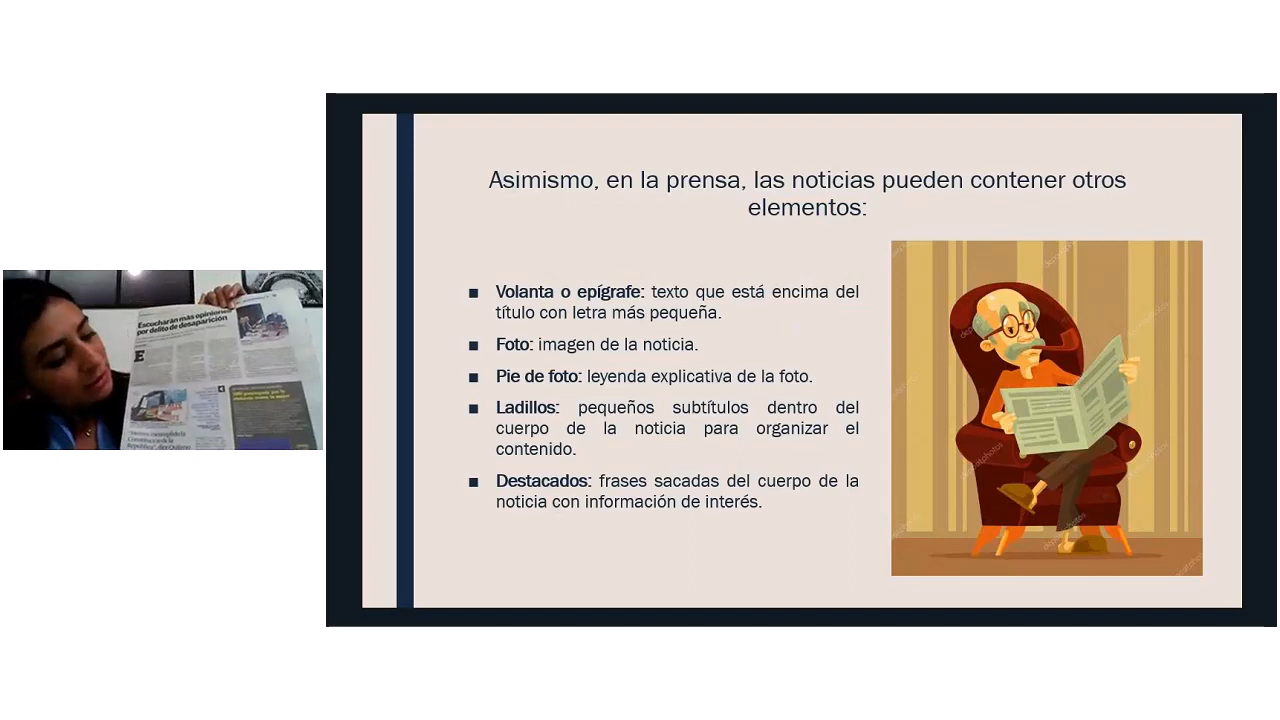 Asimismo, en la prensa, las noticias pueden contener otros
elementos:
■ Volanta o epígrafe: texto que está encima del
título con letra más pequeña.
■ Foto: imagen de la noticia.
■ Pie de foto: leyenda explicativa de la foto.
■ Ladillos: pequeños subtítulos dentro del
cuerpo de la noticia para organizar el
contenido.
■ Destacados: frases sacadas del cuerpo de la
noticia con información de interés.
Escucharán más opiniones
por delito de desaparición
E